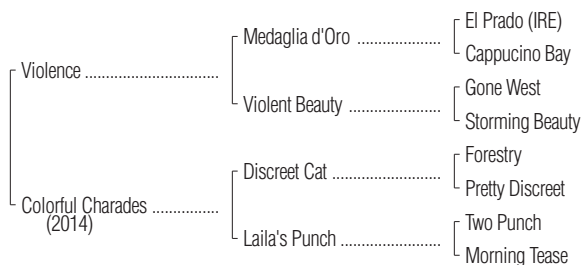 El Prado (IRE)
Medaglia d'Oro ....................
Cappucino Bay
Violence ................................
Gone West
Violent Beauty ........................
Storming Beauty
Forestry
Discreet Cat ..........................
Pretty Discreet
Colorful Charades ................
(2014)
Two Punch
Laila's Punch ........................
Morning Tease